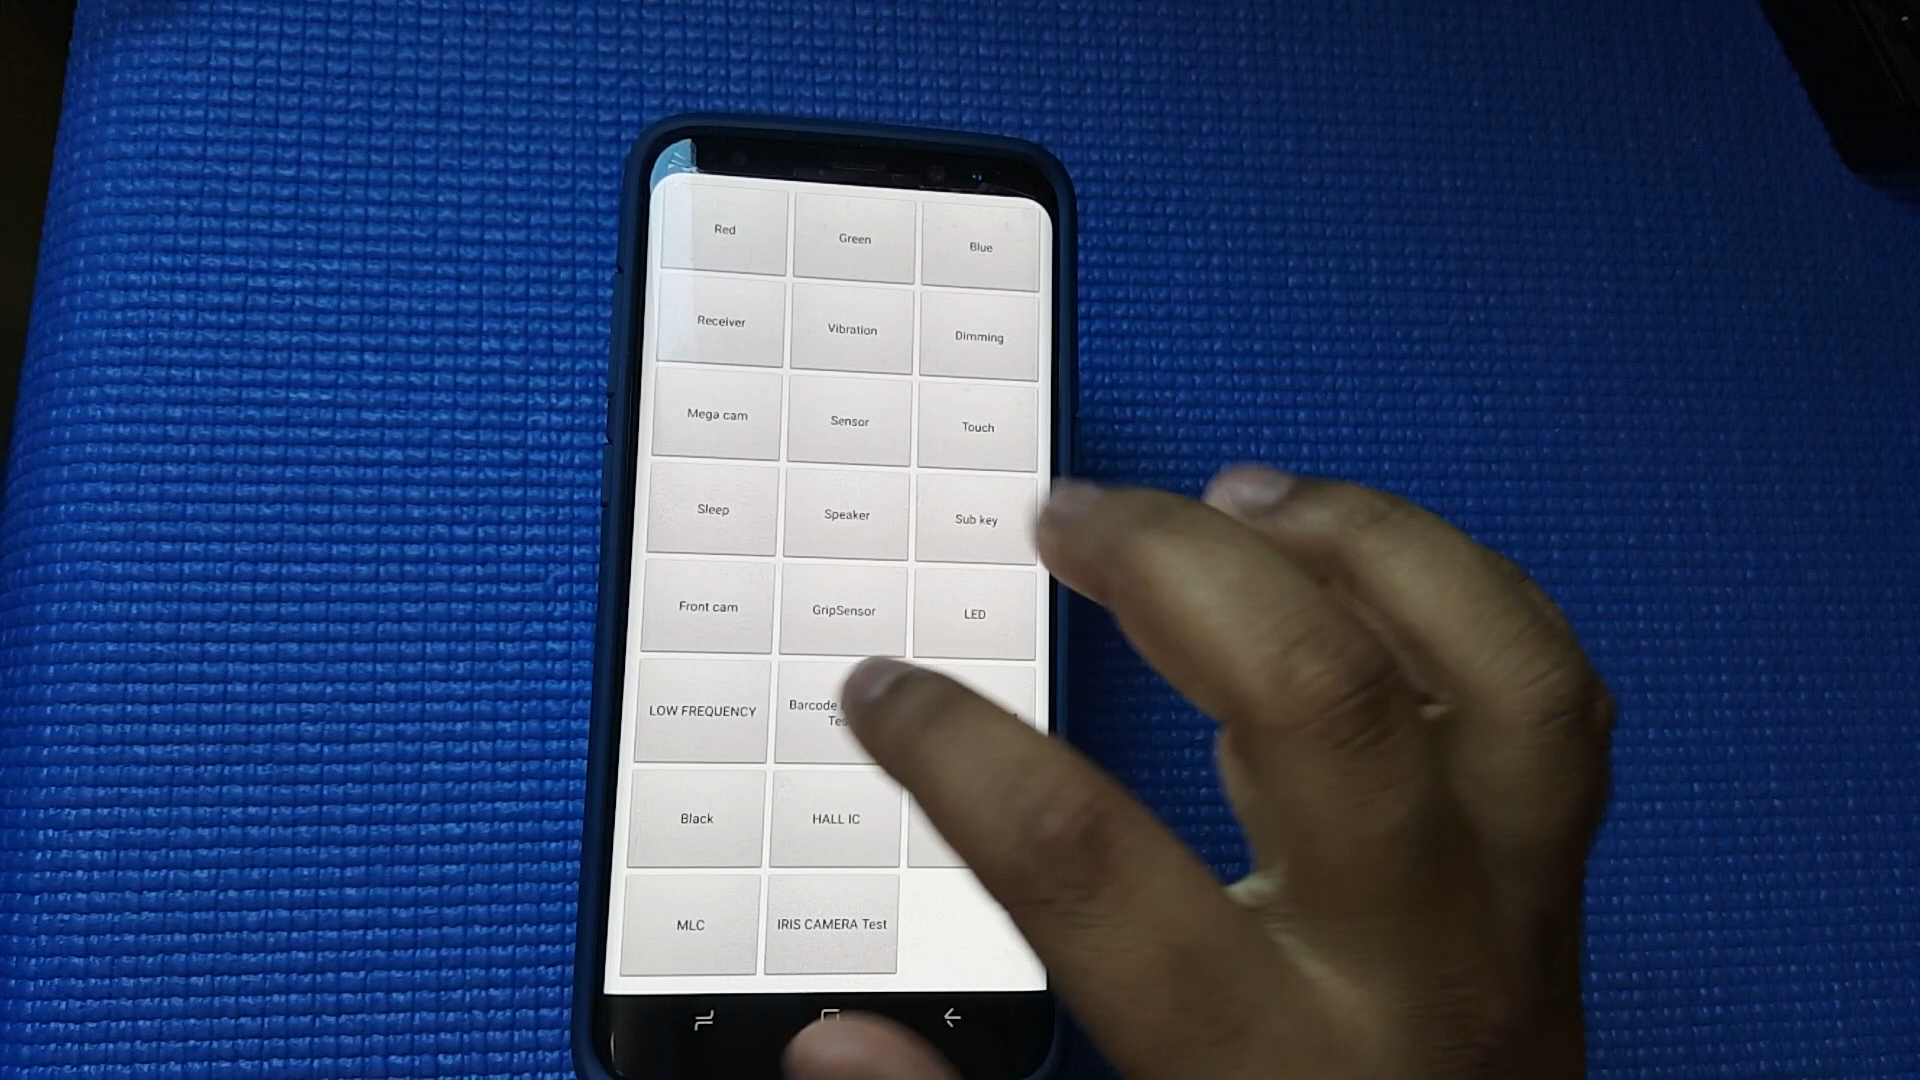 Red
Green
Blue
Receiver
Vibration
Dimming
Mega cam
Sensor
Touch
Sleep
Speaker
Sub key
Front cam
GripSensor
LED
LOW FREQUENCY
Barcode
Black
HALL IC
MLC
IRIS CAMERA Test